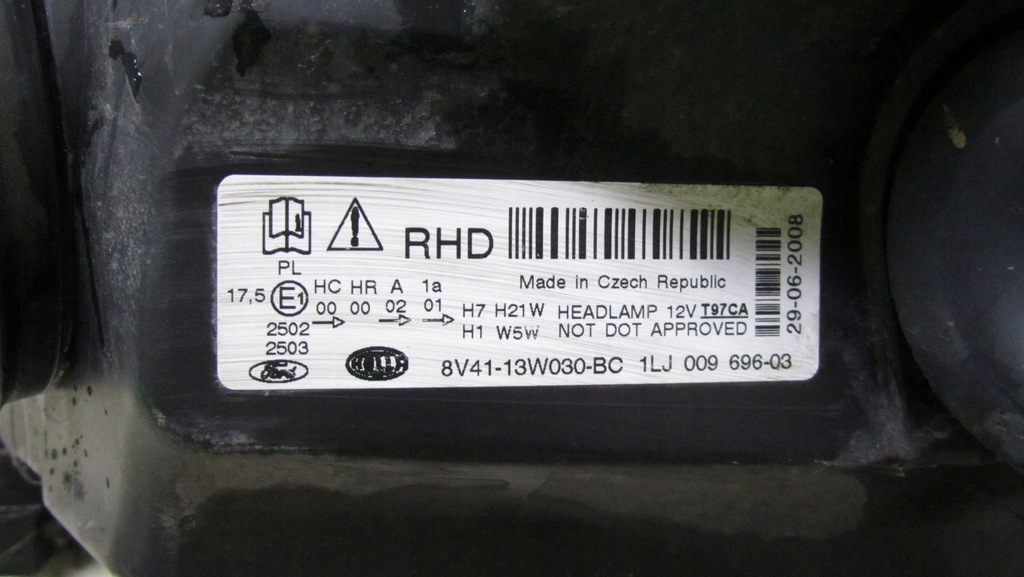 RHD
Made in Czech Republic
PL
HC HR A 1a
17,5 E1 00 00 02 01
H7 H21W HEADLAMP 12V T97CA
H1 W5W NOT DOT APPROVED
2502
2503
HELLA
8V41-13W030-BC 1LJ 009 696-03
29-06-2008